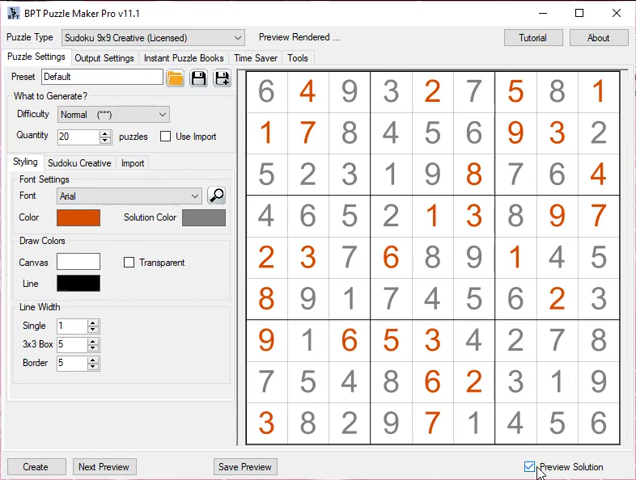 BPT Puzzle Maker Pro v11.1
Puzzle Type Sudoku 9x9 Creative (Licensed) Preview Rendered ... Tutorial About
Puzzle Settings Output Settings Instant Puzzle Books Time Saver Tools
Preset Default
What to Generate?
Difficulty Normal (***)
Quantity 20 puzzles Use Import
Styling Sudoku Creative Import
Font Settings
Font Arial
Color Solution Color
Draw Colors
Canvas Transparent
Line
Line Width
Single 1
3x3 Box 5
Border 5
6 4 9 3 2 7 5 8 1
1 7 8 4 5 6 9 3 2
5 2 3 1 9 8 7 6 4
4 6 5 2 1 3 8 9 7
2 3 7 6 8 9 1 4 5
8 9 1 7 4 5 6 2 3
9 1 6 5 3 4 2 7 8
7 5 4 8 6 2 3 1 9
3 8 2 9 7 1 4 5 6
Create Next Preview Save Preview Preview Solution